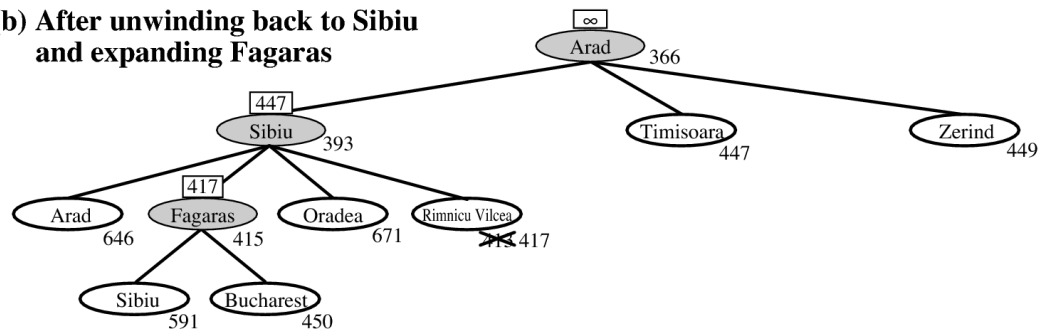 b) After unwinding back to Sibiu
and expanding Fagaras
∞
Arad
366
447
Sibiu
393
Timisoara
447
Zerind
449
Arad
646
417
Fagaras
415
Oradea
671
Rimnicu Vilcea
413 417
Sibiu
591
Bucharest
450